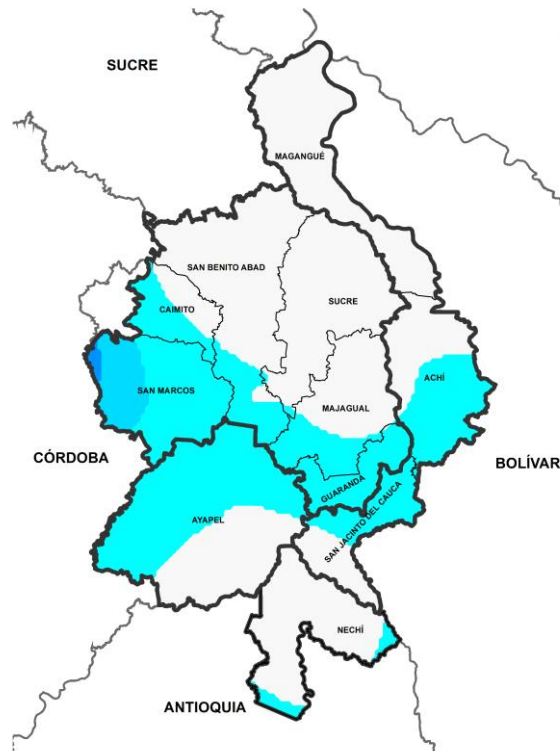 SUCRE
MAGANGUÉ
SAN BENITO ABAD
SUCRE
CAIMITO
ACHÍ
SAN MARCOS
MAJAGUAL
CÓRDOBA
BOLÍVAR
GUARANDA
SAN JACINTO DEL CAUCA
AYAPEL
NECHÍ
ANTIOQUIA